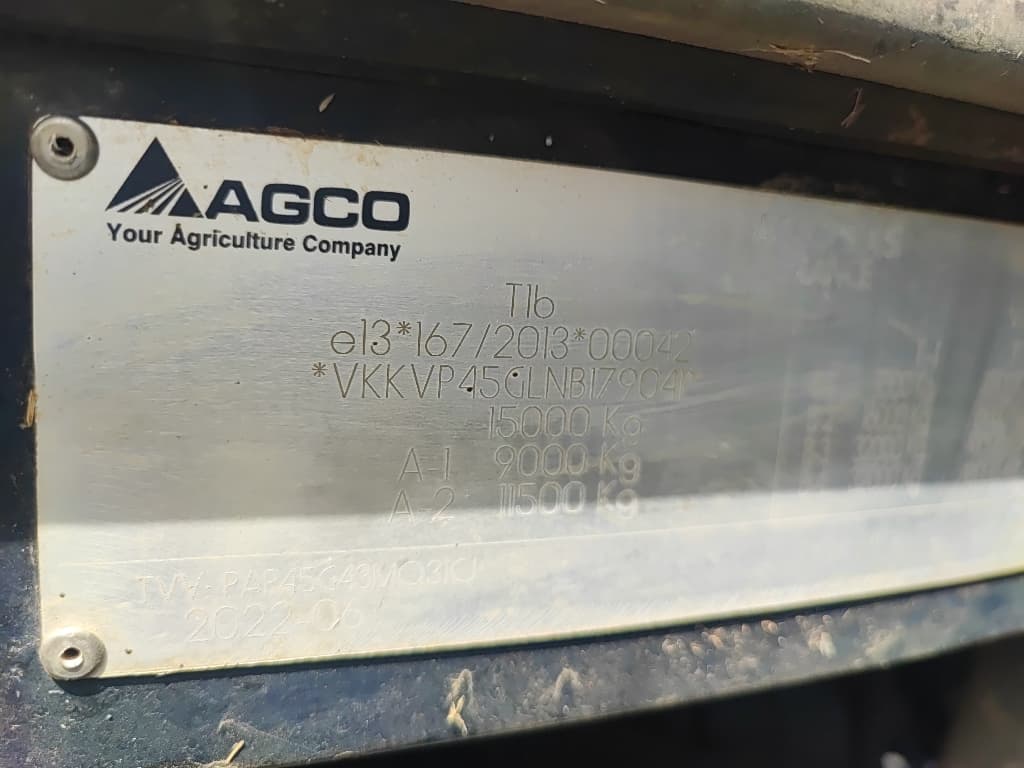 AGCO
Your Agriculture Company
T1b
e13*167/2013*00042
*VKKVP45GLNB179041*
15000 Kg
A-1 9000 Kg
A-2 11500 Kg
2022-06